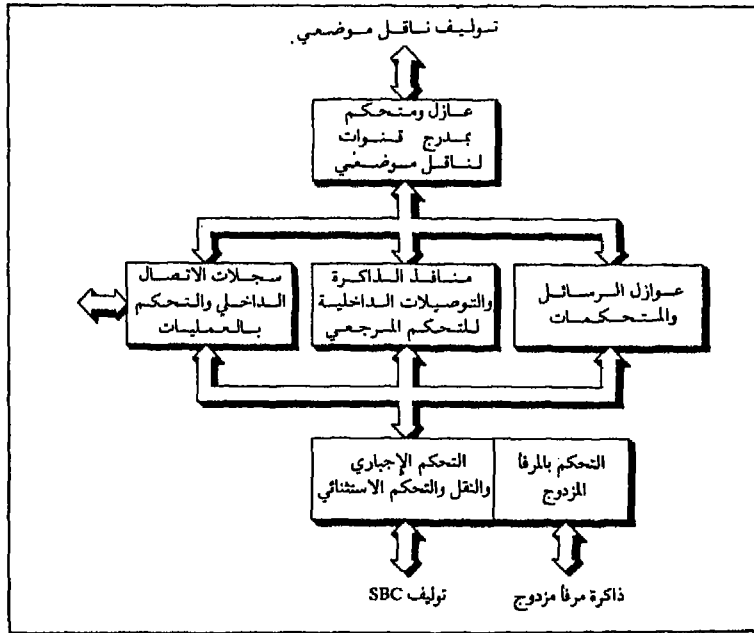 توليف ناقل موضعي.
عازل ومتحكم
بمدرج قنوات
لناقل موضعي
عوازل الرسائل
والمتحكمات
منافذ الذاكرة
والتوصيلات الداخلية
للتحكم المرجعي
سجلات الاتصال
الداخلي والتحكم
بالعمليات
التحكم بالمرفأ
المزدوج
التحكم الإجباري
والنقل والتحكم الاستثنائي
ذاكرة مرفأ مزدوج
توليف SBC